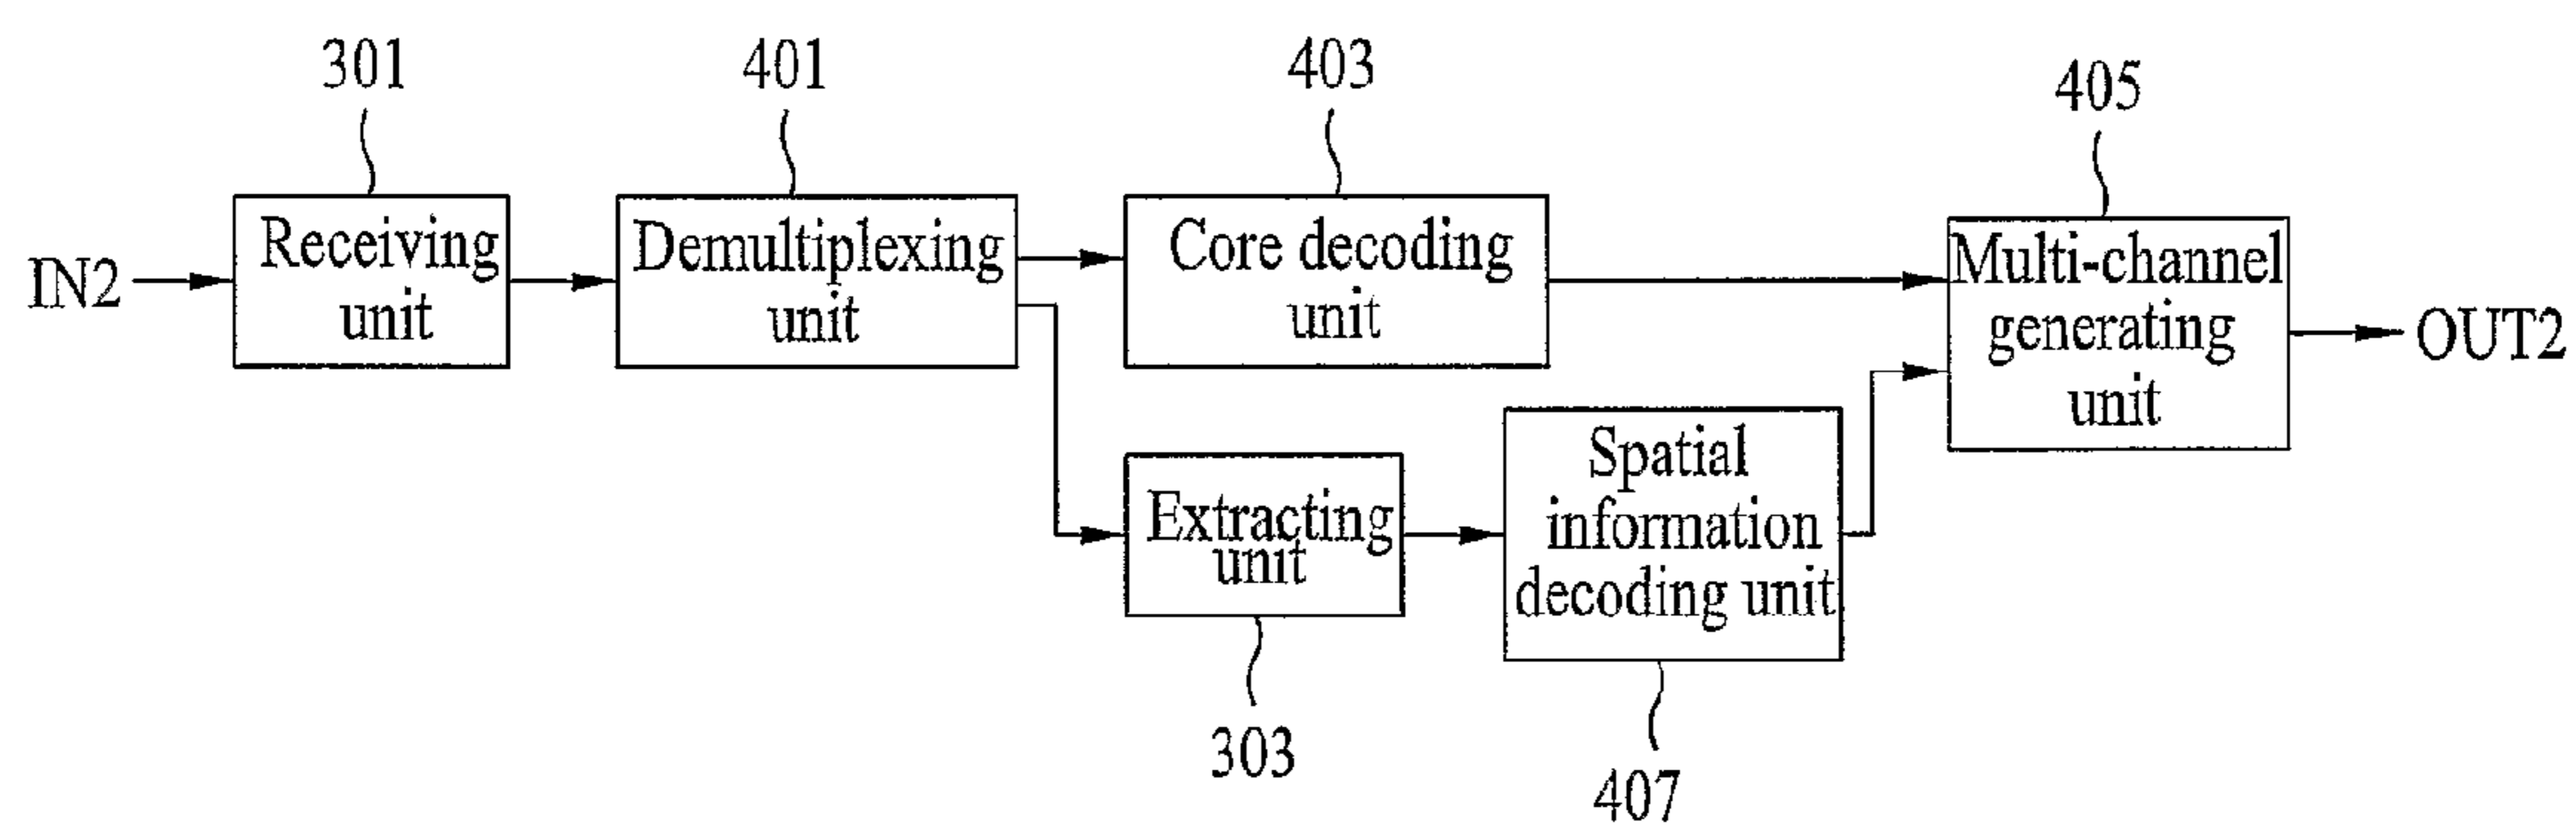 301
401
403
405
IN2
Receiving
unit
Demultiplexing
unit
Core decoding
unit
Multi-channel
generating
unit
OUT2
Extracting
unit
Spatial
information
decoding unit
303
407